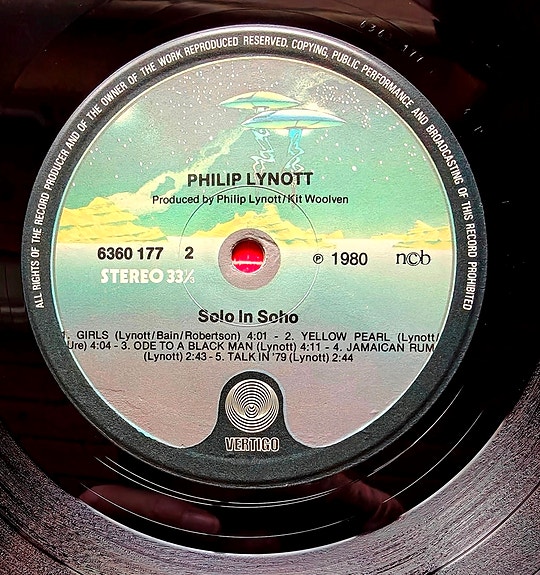 ALL RIGHTS OF THE RECORD PRODUCER AND OF THE OWNER OF THE WORK REPRODUCED RESERVED. COPYING, PUBLIC PERFORMANCE AND BROADCASTING OF THIS RECORD PROHIBITED
636 177
PHILIP LYNOTT
Produced by Philip Lynott/Kit Woolven
6360 177 2
℗ 1980 ncb
STEREO 33⅓
Solo In Soho
1. GIRLS (Lynott/Bain/Robertson) 4:01 - 2. YELLOW PEARL (Lynott/
Ure) 4:04 - 3. ODE TO A BLACK MAN (Lynott) 4:11 - 4. JAMAICAN RUM
(Lynott) 2:43 - 5. TALK IN '79 (Lynott) 2:44
VERTIGO